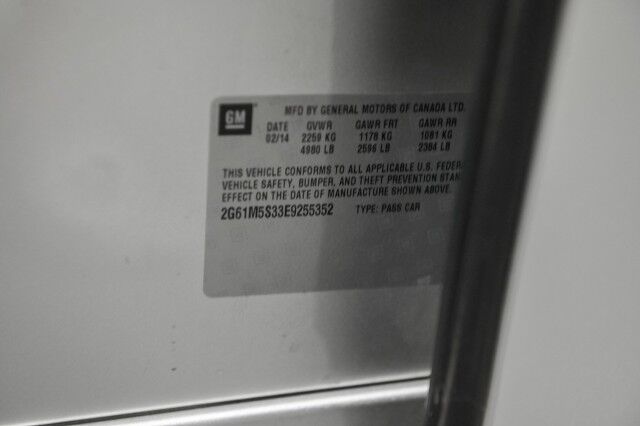 GM
MFD BY GENERAL MOTORS OF CANADA LTD.
DATE GVWR GAWR FRT GAWR RR
02/14 2259 KG 1178 KG 1081 KG
4980 LB 2596 LB 2384 LB
THIS VEHICLE CONFORMS TO ALL APPLICABLE U.S. FEDER
VEHICLE SAFETY, BUMPER, AND THEFT PREVENTION STAN
EFFECT ON THE DATE OF MANUFACTURE SHOWN ABOVE.
2G61M5S33E9255352 TYPE: PASS CAR